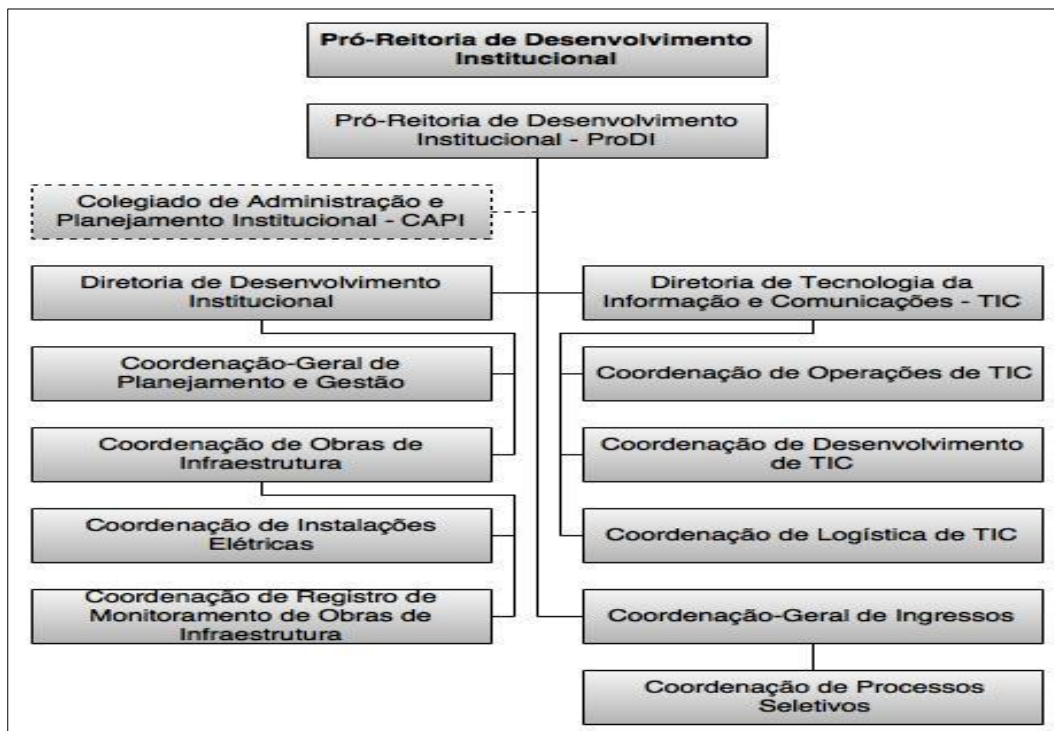 Pró-Reitoria de Desenvolvimento
Institucional
Pró-Reitoria de Desenvolvimento
Institucional - ProDI
Colegiado de Administração e
Planejamento Institucional - CAPI
Diretoria de Desenvolvimento
Institucional
Diretoria de Tecnologia da
Informação e Comunicações - TIC
Coordenação-Geral de
Planejamento e Gestão
Coordenação de Operações de TIC
Coordenação de Obras de
Infraestrutura
Coordenação de Desenvolvimento
de TIC
Coordenação de Instalações
Elétricas
Coordenação de Logística de TIC
Coordenação de Registro de
Monitoramento de Obras de
Infraestrutura
Coordenação-Geral de Ingressos
Coordenação de Processos
Seletivos